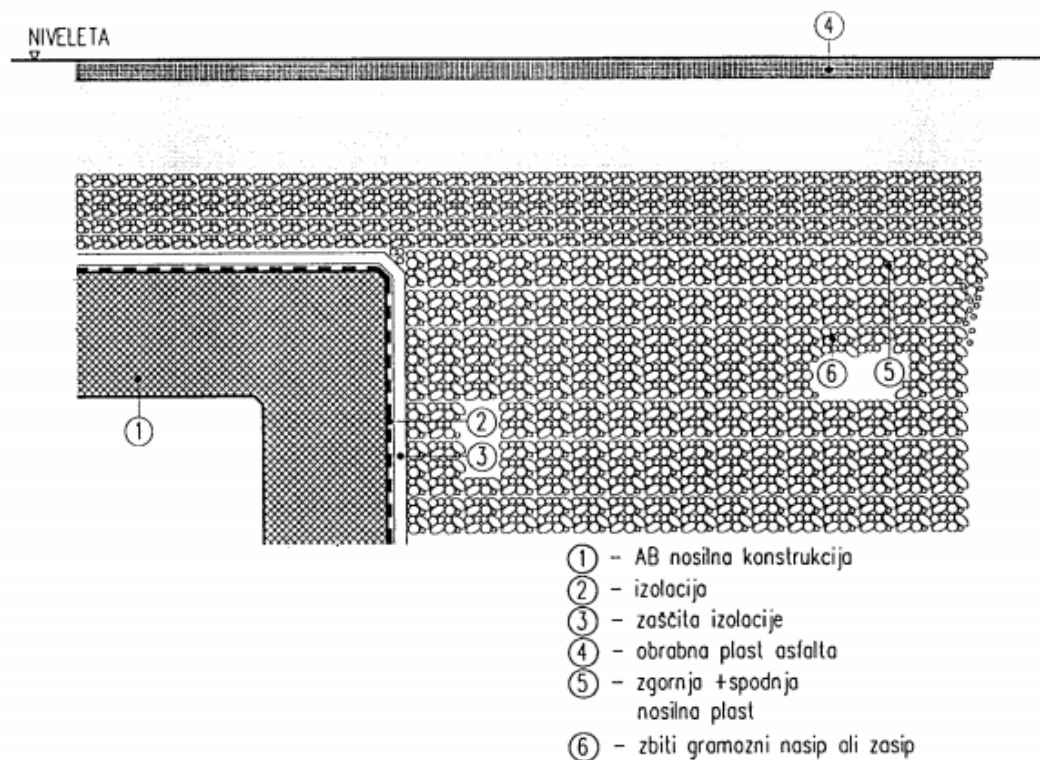 NIVELETA
4
6
5
1
2
3
1 - AB nosilna konstrukcija
2 - izolacija
3 - zaščita izolacije
4 - obrabna plast asfalta
5 - zgornja +spodnja
nosilna plast
6 - zbiti gramozni nasip ali zasip